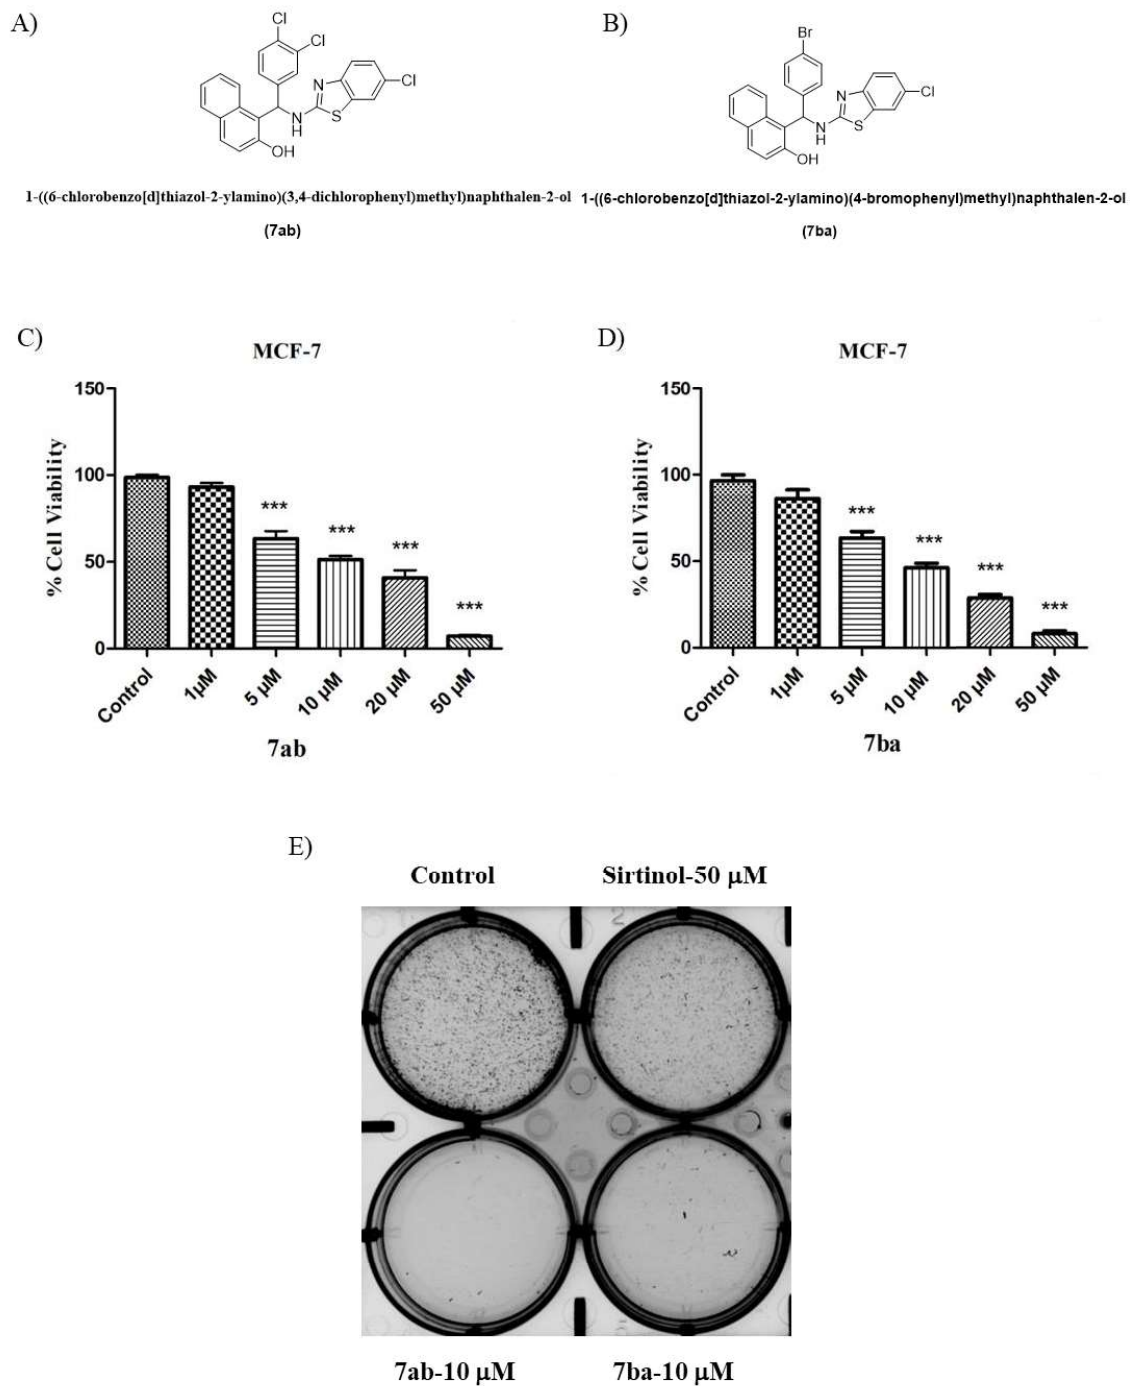 A)
B)
Cl
Cl
N
Cl
N
H
S
OH
Br
N
Cl
N
H
S
OH
1-((6-chlorobenzo[d]thiazol-2-ylamino)(3,4-dichlorophenyl)methyl)naphthalen-2-ol
1-((6-chlorobenzo[d]thiazol-2-ylamino)(4-bromophenyl)methyl)naphthalen-2-ol
(7ab)
(7ba)
C)
MCF-7
% Cell Viability
150
100
50
0
***
***
***
***
Control
1µM
5 µM
10 µM
20 µM
50 µM
7ab
D)
MCF-7
% Cell Viability
150
100
50
0
***
***
***
***
Control
1µM
5 µM
10 µM
20 µM
50 µM
7ba
E)
Control
Sirtinol-50 µM
2
7ab-10 µM
7ba-10 µM